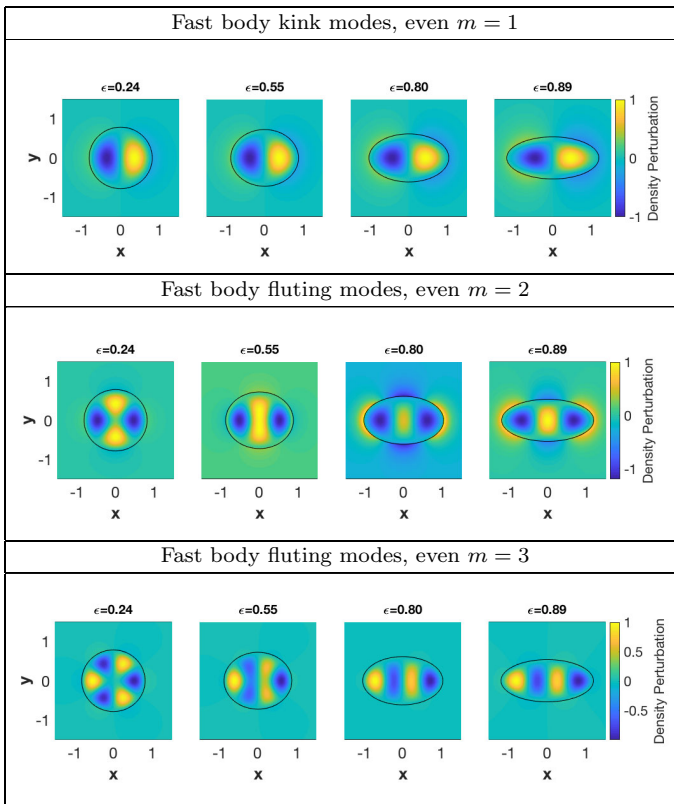 Fast body kink modes, even m = 1
ϵ=0.24 ϵ=0.55 ϵ=0.80 ϵ=0.89
y
1
0
-1
-1 0 1 -1 0 1 -1 0 1 -1 0 1
x x x x
1
0
-1
Density Perturbation
Fast body fluting modes, even m = 2
ϵ=0.24 ϵ=0.55 ϵ=0.80 ϵ=0.89
y
1
0
-1
-1 0 1 -1 0 1 -1 0 1 -1 0 1
x x x x
1
0
-1
Density Perturbation
Fast body fluting modes, even m = 3
ϵ=0.24 ϵ=0.55 ϵ=0.80 ϵ=0.89
y
1
0
-1
-1 0 1 -1 0 1 -1 0 1 -1 0 1
x x x x
1
0.5
0
-0.5
Density Perturbation